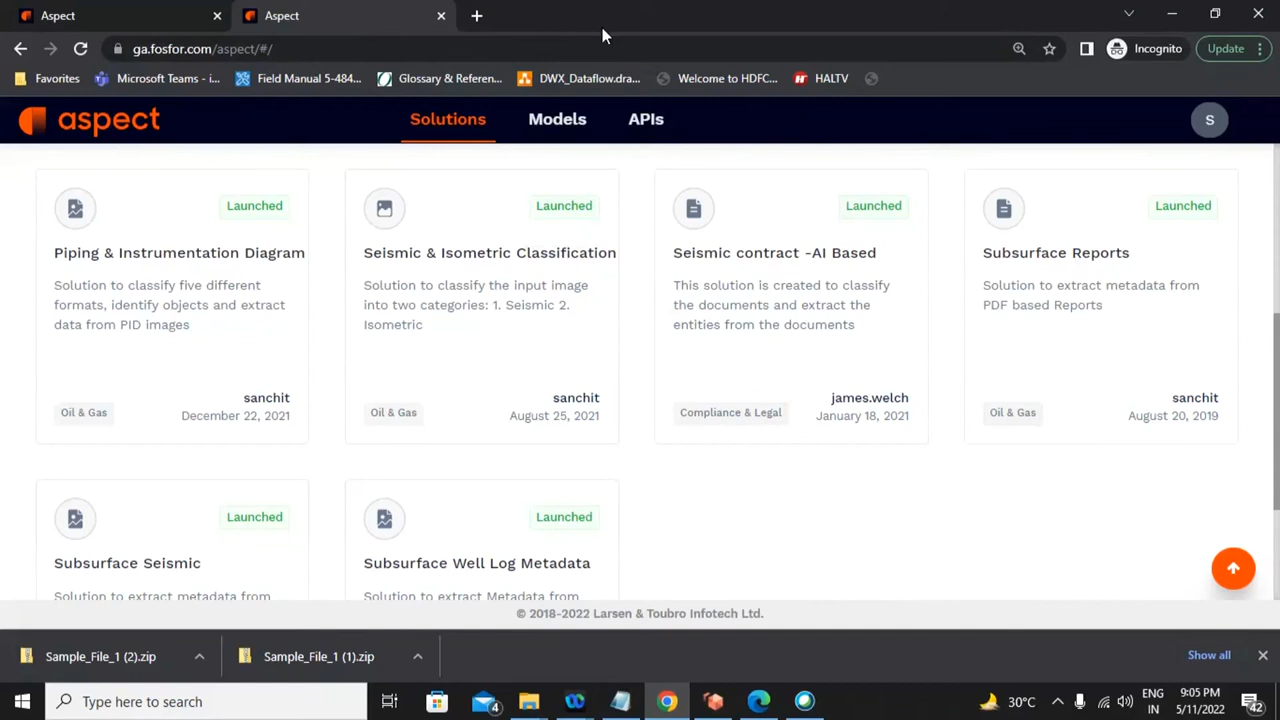 Aspect
Aspect
ga.fosfor.com/aspect/#/
Incognito
Update
Favorites
Microsoft Teams - i...
Field Manual 5-484...
Glossary & Referen...
DWX_Dataflow.dra...
Welcome to HDFC...
HALTV
aspect
Solutions
Models
APIs
S
Launched
Piping & Instrumentation Diagram
Solution to classify five different
formats, identify objects and extract
data from PID images
sanchit
Oil & Gas
December 22, 2021
Launched
Seismic & Isometric Classification
Solution to classify the input image
into two categories: 1. Seismic 2.
Isometric
sanchit
Oil & Gas
August 25, 2021
Launched
Seismic contract -AI Based
This solution is created to classify
the documents and extract the
entities from the documents
james.welch
Compliance & Legal
January 18, 2021
Launched
Subsurface Reports
Solution to extract metadata from
PDF based Reports
sanchit
Oil & Gas
August 20, 2019
Launched
Subsurface Seismic
Solution to extract metadata from
Launched
Subsurface Well Log Metadata
Solution to extract Metadata from
© 2018-2022 Larsen & Toubro Infotech Ltd.
Sample_File_1 (2).zip
Sample_File_1 (1).zip
Show all
Type here to search
4
30°C
ENG
IN
9:05 PM
5/11/2022
42